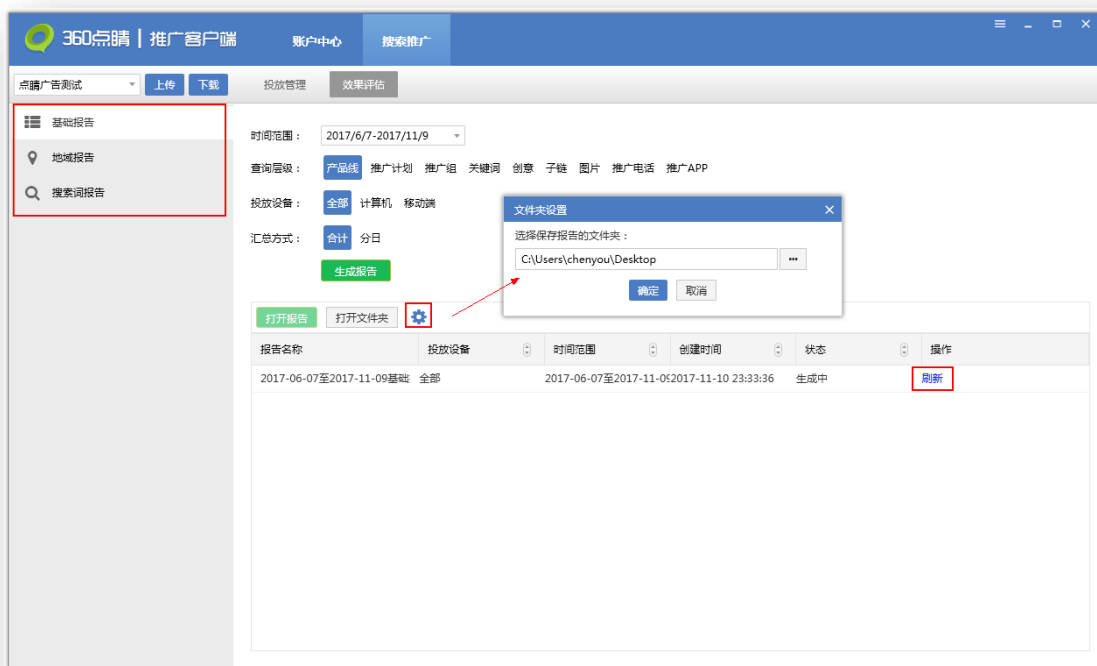 360点睛 | 推广客户端
账户中心
搜索推广
点睛广告测试
上传
下载
投放管理
效果评估
基础报告
地域报告
搜索词报告
时间范围：
2017/6/7-2017/11/9
查询层级：
产品线 推广计划 推广组 关键词 创意 子链 图片 推广电话 推广APP
投放设备：
全部 计算机 移动端
汇总方式：
合计 分日
生成报告
文件夹设置
选择保存报告的文件夹：
C:\Users\chenyou\Desktop
...
确定
取消
打开报告
打开文件夹
报告名称 投放设备 时间范围 创建时间 状态 操作
2017-06-07至2017-11-09基础 全部 2017-06-07至2017-11-09 2017-11-10 23:33:36 生成中 刷新